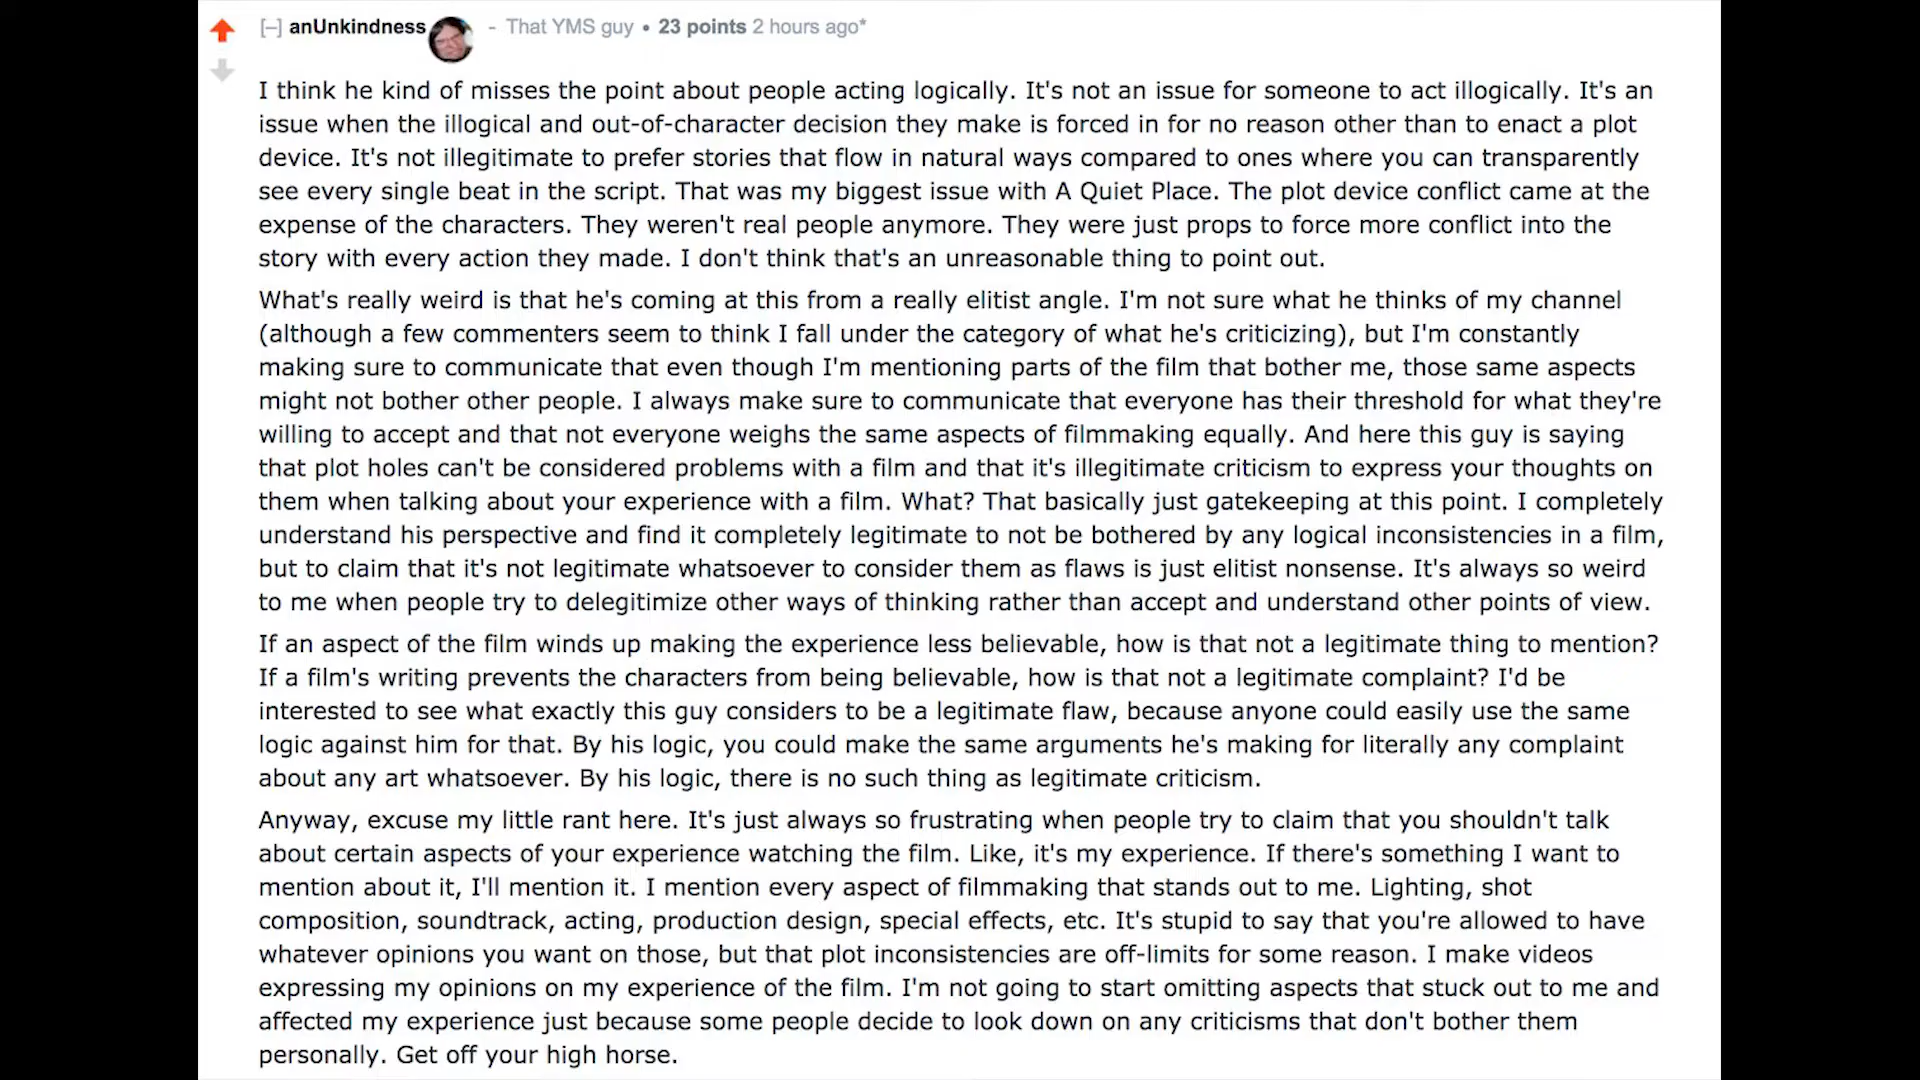 [–] anUnkindness - That YMS guy • 23 points 2 hours ago*
I think he kind of misses the point about people acting logically. It's not an issue for someone to act illogically. It's an
issue when the illogical and out-of-character decision they make is forced in for no reason other than to enact a plot
device. It's not illegitimate to prefer stories that flow in natural ways compared to ones where you can transparently
see every single beat in the script. That was my biggest issue with A Quiet Place. The plot device conflict came at the
expense of the characters. They weren't real people anymore. They were just props to force more conflict into the
story with every action they made. I don't think that's an unreasonable thing to point out.
What's really weird is that he's coming at this from a really elitist angle. I'm not sure what he thinks of my channel
(although a few commenters seem to think I fall under the category of what he's criticizing), but I'm constantly
making sure to communicate that even though I'm mentioning parts of the film that bother me, those same aspects
might not bother other people. I always make sure to communicate that everyone has their threshold for what they're
willing to accept and that not everyone weighs the same aspects of filmmaking equally. And here this guy is saying
that plot holes can't be considered problems with a film and that it's illegitimate criticism to express your thoughts on
them when talking about your experience with a film. What? That basically just gatekeeping at this point. I completely
understand his perspective and find it completely legitimate to not be bothered by any logical inconsistencies in a film,
but to claim that it's not legitimate whatsoever to consider them as flaws is just elitist nonsense. It's always so weird
to me when people try to delegitimize other ways of thinking rather than accept and understand other points of view.
If an aspect of the film winds up making the experience less believable, how is that not a legitimate thing to mention?
If a film's writing prevents the characters from being believable, how is that not a legitimate complaint? I'd be
interested to see what exactly this guy considers to be a legitimate flaw, because anyone could easily use the same
logic against him for that. By his logic, you could make the same arguments he's making for literally any complaint
about any art whatsoever. By his logic, there is no such thing as legitimate criticism.
Anyway, excuse my little rant here. It's just always so frustrating when people try to claim that you shouldn't talk
about certain aspects of your experience watching the film. Like, it's my experience. If there's something I want to
mention about it, I'll mention it. I mention every aspect of filmmaking that stands out to me. Lighting, shot
composition, soundtrack, acting, production design, special effects, etc. It's stupid to say that you're allowed to have
whatever opinions you want on those, but that plot inconsistencies are off-limits for some reason. I make videos
expressing my opinions on my experience of the film. I'm not going to start omitting aspects that stuck out to me and
affected my experience just because some people decide to look down on any criticisms that don't bother them
personally. Get off your high horse.